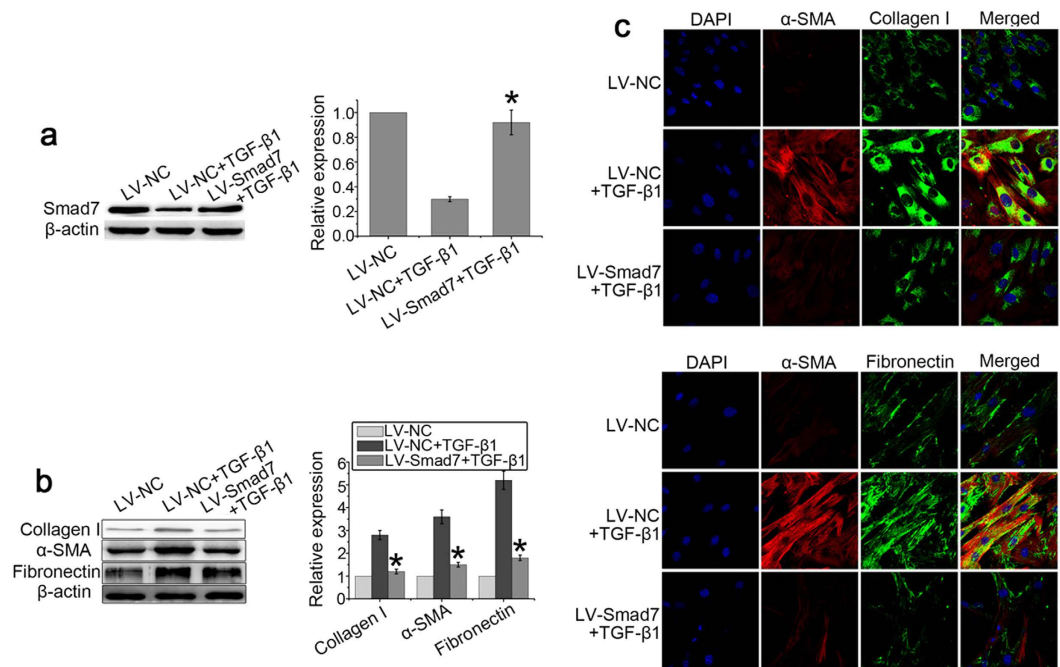 a
LV-NC
LV-NC+TGF-β1
LV-Smad7
+TGF-β1
Smad7
β-actin
Relative expression
1.0
0.8
0.6
0.4
0.2
0.0
LV-NC
LV-NC+TGF-β1
LV-Smad7+TGF-β1
*
b
LV-NC
LV-NC+TGF-β1
LV-Smad7
+TGF-β1
Collagen I
α-SMA
Fibronectin
β-actin
LV-NC
LV-NC+TGF-β1
LV-Smad7+TGF-β1
Relative expression
6
5
4
3
2
1
0
* * *
Collagen I
α-SMA
Fibronectin
c
DAPI α-SMA Collagen I Merged
LV-NC
LV-NC
+TGF-β1
LV-Smad7
+TGF-β1
DAPI α-SMA Fibronectin Merged
LV-NC
LV-NC
+TGF-β1
LV-Smad7
+TGF-β1